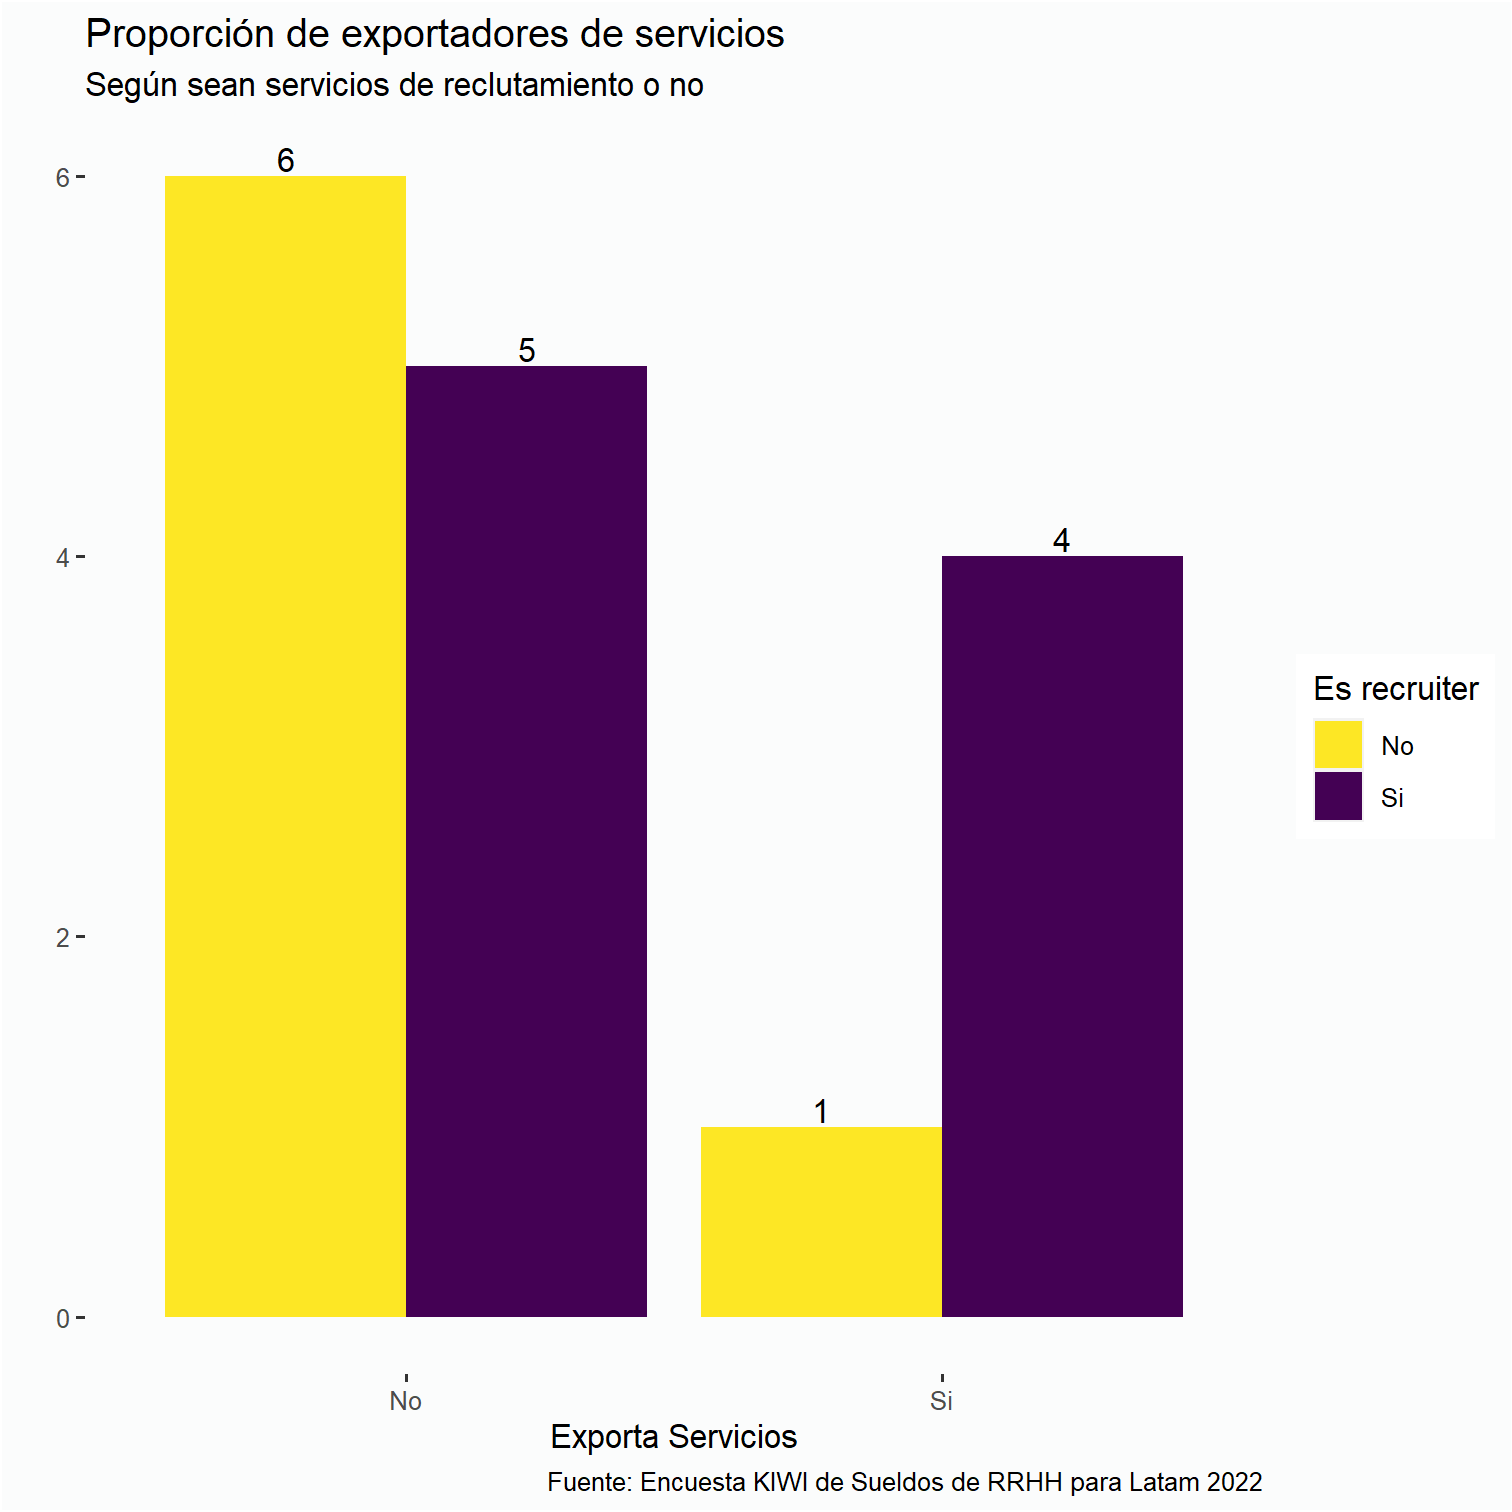 Proporción de exportadores de servicios
Según sean servicios de reclutamiento o no
6
6
5
4
4
2
1
0
No
Si
Exporta Servicios
Fuente: Encuesta KIWI de Sueldos de RRHH para Latam 2022
Es recruiter
No
Si